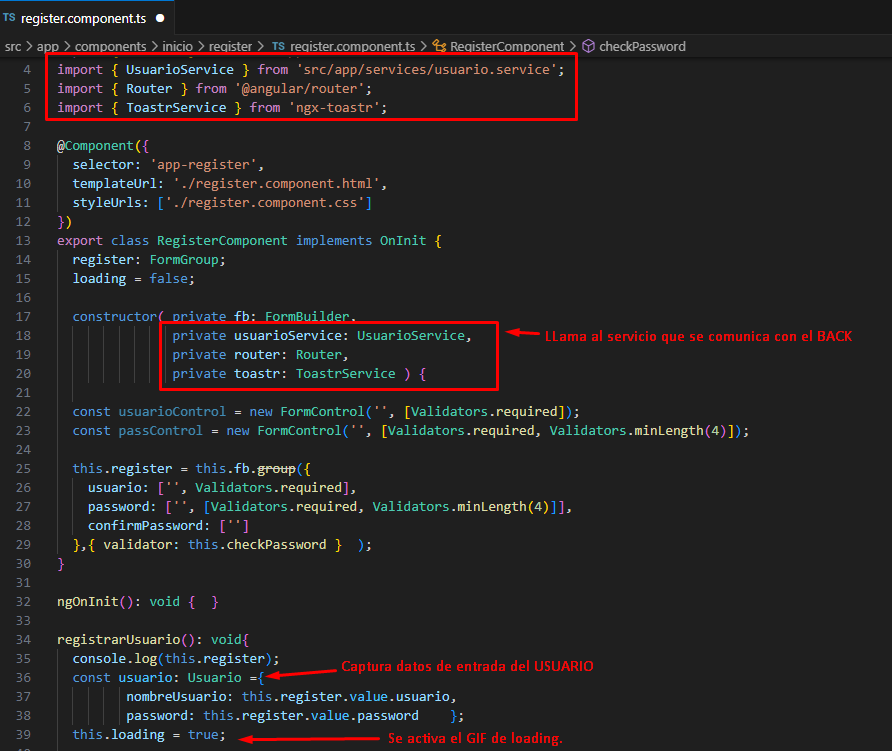 TS register.component.ts ●
src > app > components > inicio > register > TS register.component.ts > RegisterComponent > checkPassword
4 import { UsuarioService } from 'src/app/services/usuario.service';
5 import { Router } from '@angular/router';
6 import { ToastrService } from 'ngx-toastr';
7
8 @Component({
9 selector: 'app-register',
10 templateUrl: './register.component.html',
11 styleUrls: ['./register.component.css']
12 })
13 export class RegisterComponent implements OnInit {
14 register: FormGroup;
15 loading = false;
16
17 constructor( private fb: FormBuilder,
18 private usuarioService: UsuarioService, LLama al servicio que se comunica con el BACK
19 private router: Router,
20 private toastr: ToastrService ) {
21
22 const usuarioControl = new FormControl('', [Validators.required]);
23 const passControl = new FormControl('', [Validators.required, Validators.minLength(4)]);
24
25 this.register = this.fb.group({
26 usuario: ['', Validators.required],
27 password: ['', [Validators.required, Validators.minLength(4)]],
28 confirmPassword: ['']
29 },{ validator: this.checkPassword } );
30 }
31
32 ngOnInit(): void { }
33
34 registrarUsuario(): void{
35 console.log(this.register);
Captura datos de entrada del USUARIO
36 const usuario: Usuario ={
37 nombreUsuario: this.register.value.usuario,
38 password: this.register.value.password };
39 this.loading = true; Se activa el GIF de loading.